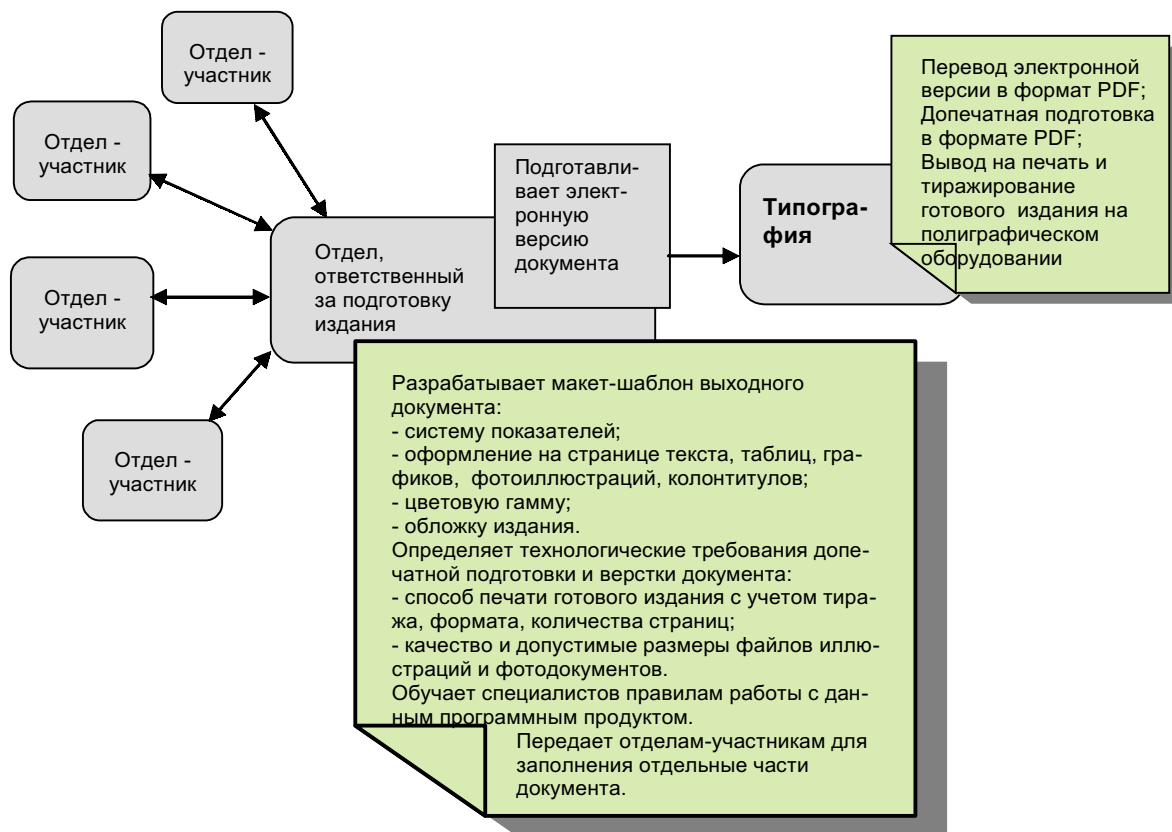 Отдел -
участник
Отдел -
участник
Отдел -
участник
Отдел -
участник
Отдел,
ответственный
за подготовку
издания
Подготавли-
вает элект-
ронную
версию
документа
Типогра-
фия
Перевод электронной
версии в формат PDF;
Допечатная подготовка
в формате PDF;
Вывод на печать и
тиражирование
готового издания на
полиграфическом
оборудовании
Разрабатывает макет-шаблон выходного
документа:
- систему показателей;
- оформление на странице текста, таблиц, гра-
фиков, фотоиллюстраций, колонтитулов;
- цветовую гамму;
- обложку издания.
Определяет технологические требования допе-
чатной подготовки и верстки документа:
- способ печати готового издания с учетом тира-
жа, формата, количества страниц;
- качество и допустимые размеры файлов иллю-
страций и фотодокументов.
Обучает специалистов правилам работы с дан-
ным программным продуктом.
Передает отделам-участникам для
заполнения отдельные части
документа.